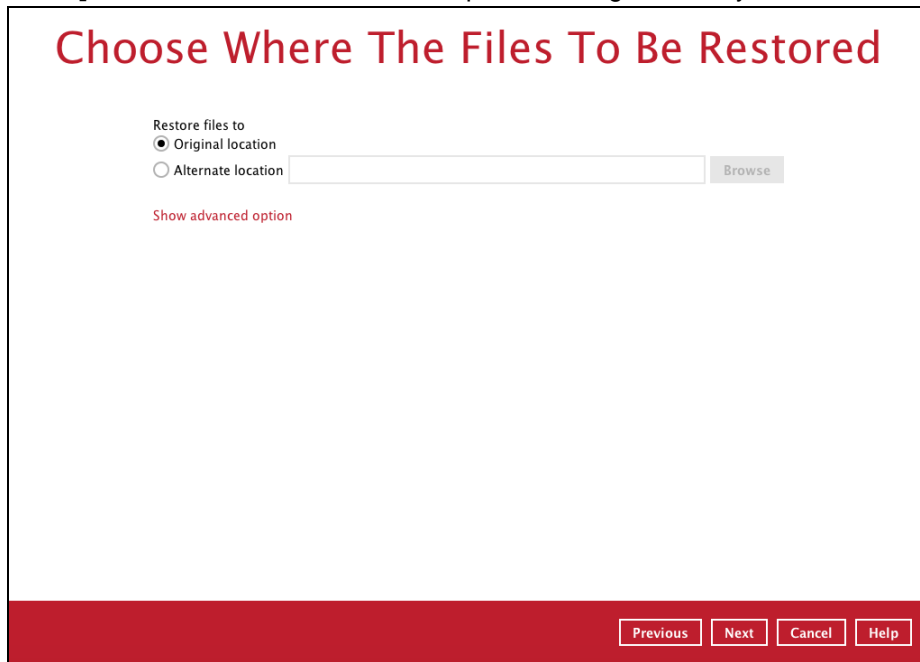 Choose Where The Files To Be Restored
Restore files to
Original location
Alternate location Browse
Show advanced option
Previous Next Cancel Help